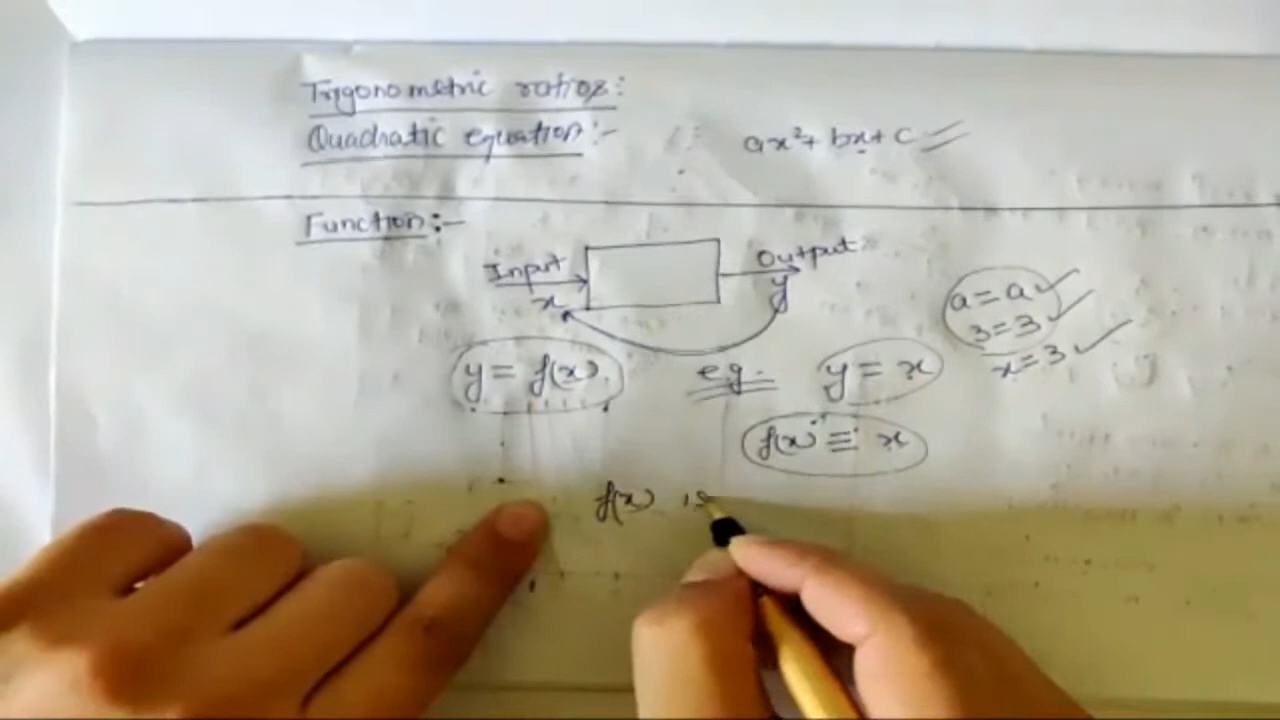 Trigonometric ratios:
Quadratic equation:- ax²+bx+c
Function:-
Input Output
x y
a=a
3=3
x=3
y=f(x) eg. y=x
f(x)≡x
f(x) is